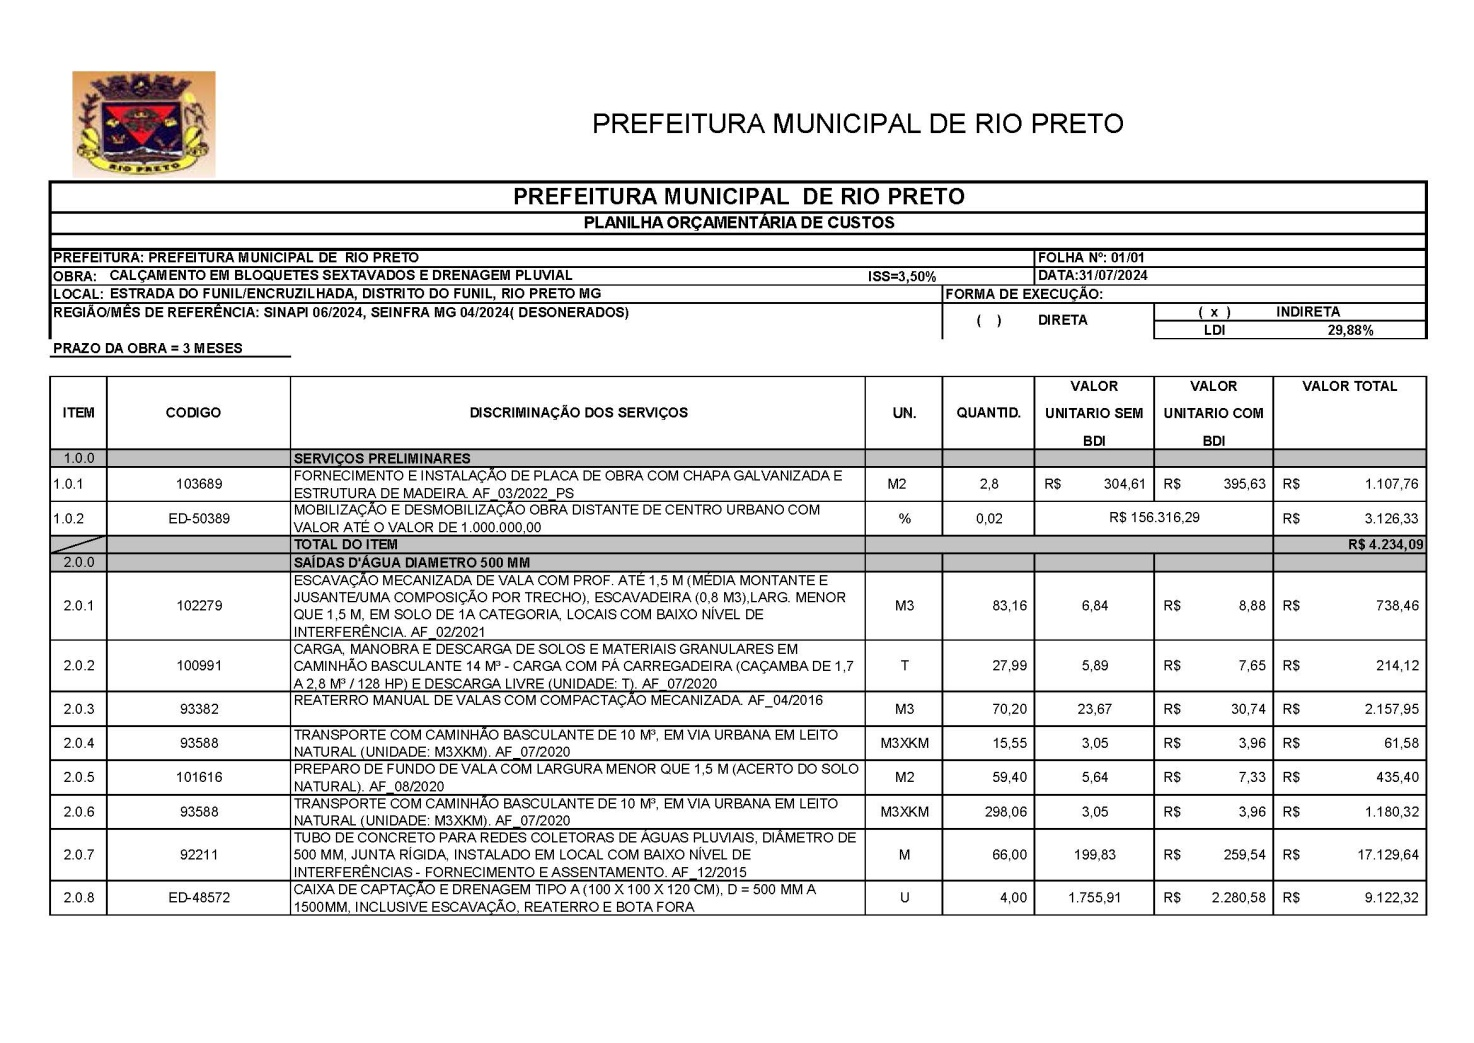 RIO PRETO
PREFEITURA MUNICIPAL DE RIO PRETO
PREFEITURA MUNICIPAL DE RIO PRETO
PLANILHA ORÇAMENTÁRIA DE CUSTOS
PREFEITURA: PREFEITURA MUNICIPAL DE RIO PRETO FOLHA Nº: 01/01
OBRA: CALÇAMENTO EM BLOQUETES SEXTAVADOS E DRENAGEM PLUVIAL ISS=3,50% DATA:31/07/2024
LOCAL: ESTRADA DO FUNIL/ENCRUZILHADA, DISTRITO DO FUNIL, RIO PRETO MG FORMA DE EXECUÇÃO:
REGIÃO/MÊS DE REFERÊNCIA: SINAPI 06/2024, SEINFRA MG 04/2024( DESONERADOS)
( ) DIRETA ( x ) INDIRETA
LDI 29,88%
PRAZO DA OBRA = 3 MESES
ITEM CODIGO DISCRIMINAÇÃO DOS SERVIÇOS UN. QUANTID. VALOR UNITARIO SEM BDI VALOR UNITARIO COM BDI VALOR TOTAL
1.0.0 SERVIÇOS PRELIMINARES
1.0.1 103689 FORNECIMENTO E INSTALAÇÃO DE PLACA DE OBRA COM CHAPA GALVANIZADA E
ESTRUTURA DE MADEIRA. AF_03/2022_PS M2 2,8 R$ 304,61 R$ 395,63 R$ 1.107,76
1.0.2 ED-50389 MOBILIZAÇÃO E DESMOBILIZAÇÃO OBRA DISTANTE DE CENTRO URBANO COM
VALOR ATÉ O VALOR DE 1.000.000,00 % 0,02 R$ 156.316,29 R$ 3.126,33
TOTAL DO ITEM R$ 4.234,09
2.0.0 SAÍDAS D'ÁGUA DIAMETRO 500 MM
2.0.1 102279 ESCAVAÇÃO MECANIZADA DE VALA COM PROF. ATÉ 1,5 M (MÉDIA MONTANTE E
JUSANTE/UMA COMPOSIÇÃO POR TRECHO), ESCAVADEIRA (0,8 M3),LARG. MENOR
QUE 1,5 M, EM SOLO DE 1A CATEGORIA, LOCAIS COM BAIXO NÍVEL DE
INTERFERÊNCIA. AF_02/2021 M3 83,16 6,84 R$ 8,88 R$ 738,46
2.0.2 100991 CARGA, MANOBRA E DESCARGA DE SOLOS E MATERIAIS GRANULARES EM
CAMINHÃO BASCULANTE 14 M³ - CARGA COM PÁ CARREGADEIRA (CAÇAMBA DE 1,7
A 2,8 M³ / 128 HP) E DESCARGA LIVRE (UNIDADE: T). AF_07/2020 T 27,99 5,89 R$ 7,65 R$ 214,12
2.0.3 93382 REATERRO MANUAL DE VALAS COM COMPACTAÇÃO MECANIZADA. AF_04/2016 M3 70,20 23,67 R$ 30,74 R$ 2.157,95
2.0.4 93588 TRANSPORTE COM CAMINHÃO BASCULANTE DE 10 M³, EM VIA URBANA EM LEITO
NATURAL (UNIDADE: M3XKM). AF_07/2020 M3XKM 15,55 3,05 R$ 3,96 R$ 61,58
2.0.5 101616 PREPARO DE FUNDO DE VALA COM LARGURA MENOR QUE 1,5 M (ACERTO DO SOLO
NATURAL). AF_08/2020 M2 59,40 5,64 R$ 7,33 R$ 435,40
2.0.6 93588 TRANSPORTE COM CAMINHÃO BASCULANTE DE 10 M³, EM VIA URBANA EM LEITO
NATURAL (UNIDADE: M3XKM). AF_07/2020 M3XKM 298,06 3,05 R$ 3,96 R$ 1.180,32
2.0.7 92211 TUBO DE CONCRETO PARA REDES COLETORAS DE ÁGUAS PLUVIAIS, DIÂMETRO DE
500 MM, JUNTA RÍGIDA, INSTALADO EM LOCAL COM BAIXO NÍVEL DE
INTERFERÊNCIAS - FORNECIMENTO E ASSENTAMENTO. AF_12/2015 M 66,00 199,83 R$ 259,54 R$ 17.129,64
2.0.8 ED-48572 CAIXA DE CAPTAÇÃO E DRENAGEM TIPO A (100 X 100 X 120 CM), D = 500 MM A
1500MM, INCLUSIVE ESCAVAÇÃO, REATERRO E BOTA FORA U 4,00 1.755,91 R$ 2.280,58 R$ 9.122,32